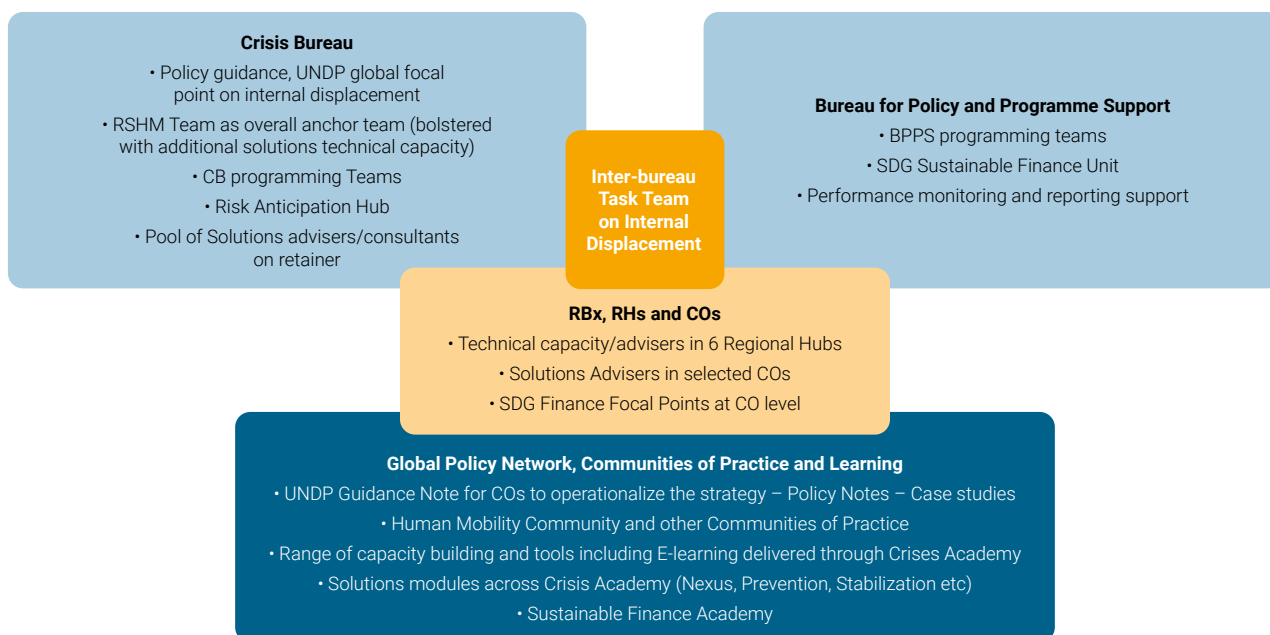 Crisis Bureau
• Policy guidance, UNDP global focal
point on internal displacement
• RSHM Team as overall anchor team (bolstered
with additional solutions technical capacity)
• CB programming Teams
• Risk Anticipation Hub
• Pool of Solutions advisers/consultants
on retainer
Inter-bureau
Task Team
on Internal
Displacement
Bureau for Policy and Programme Support
• BPPS programming teams
• SDG Sustainable Finance Unit
• Performance monitoring and reporting support
RBx, RHs and COs
• Technical capacity/advisers in 6 Regional Hubs
• Solutions Advisers in selected COs
• SDG Finance Focal Points at CO level
Global Policy Network, Communities of Practice and Learning
• UNDP Guidance Note for COs to operationalize the strategy – Policy Notes – Case studies
• Human Mobility Community and other Communities of Practice
• Range of capacity building and tools including E-learning delivered through Crises Academy
• Solutions modules across Crisis Academy (Nexus, Prevention, Stabilization etc)
• Sustainable Finance Academy